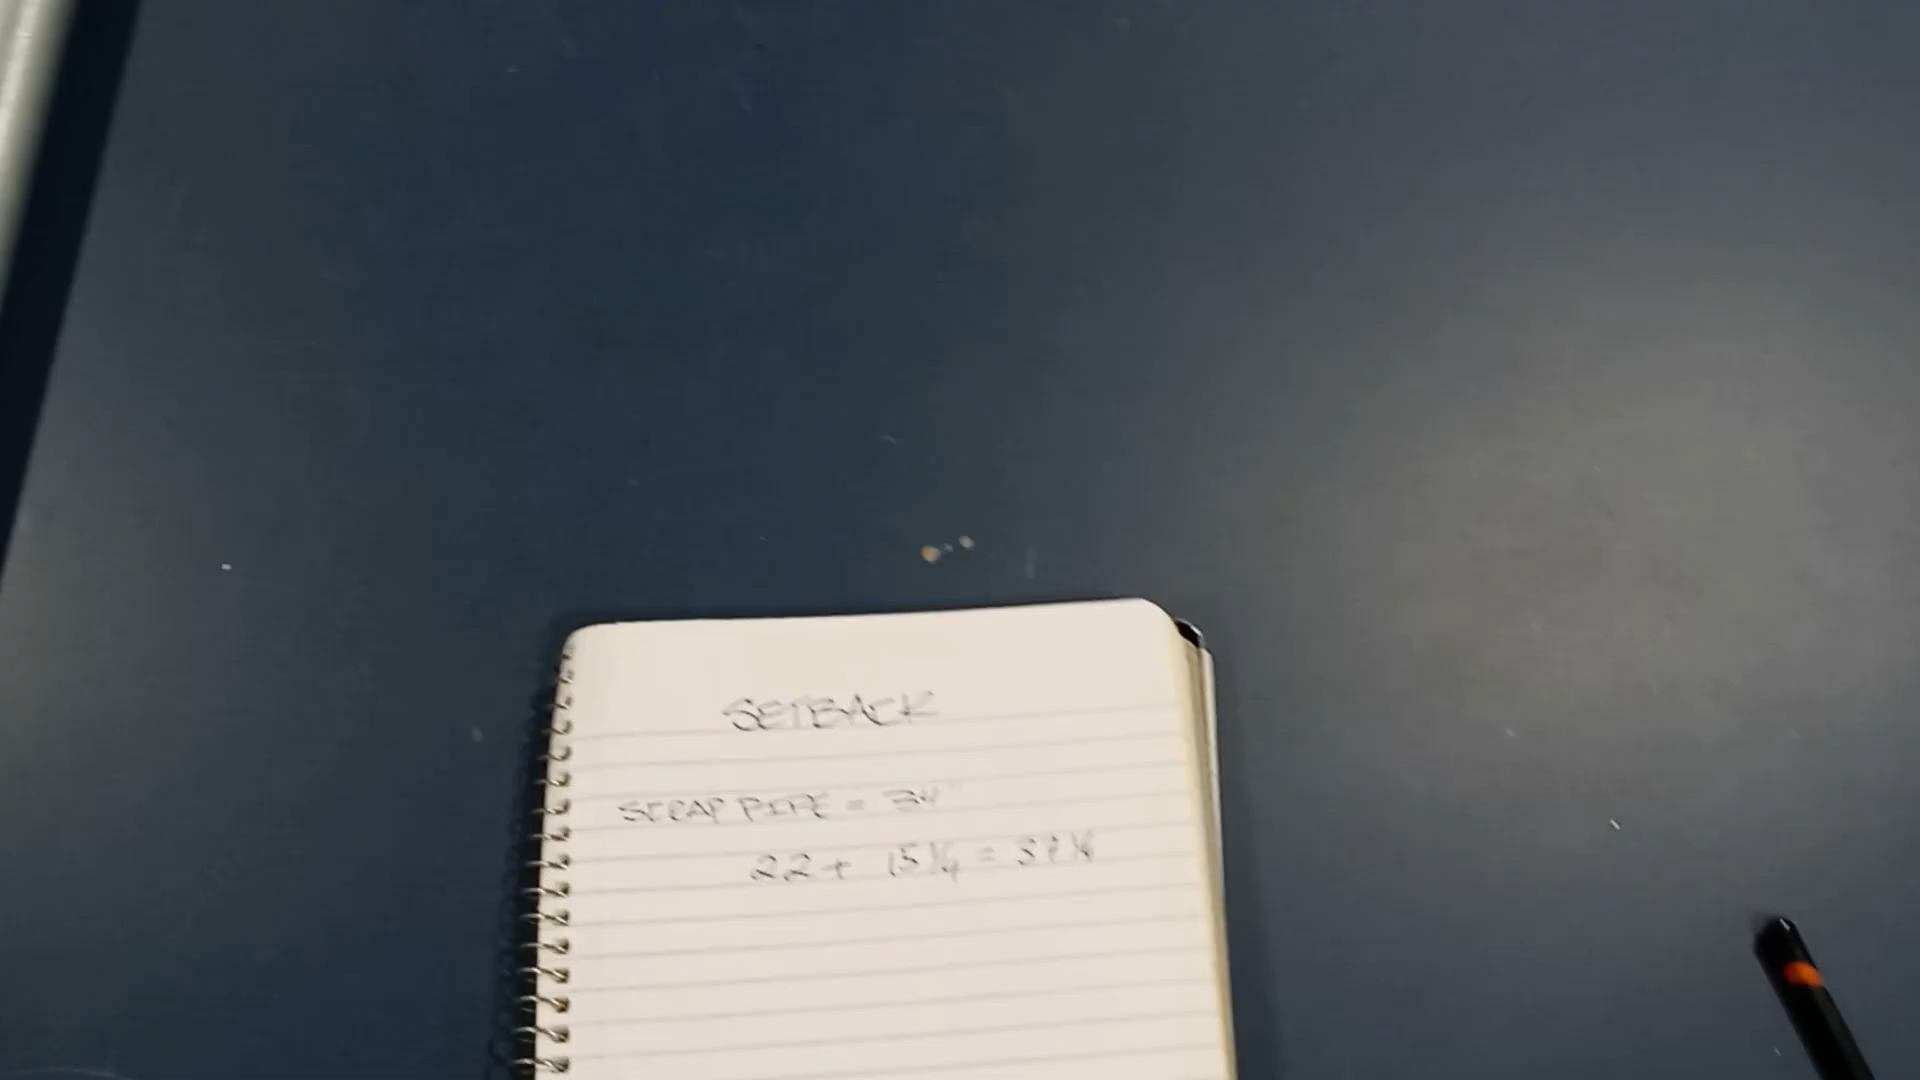 SETBACK
SCRAP PIPE = 34"
22 + 15 1/4 = 37 1/4